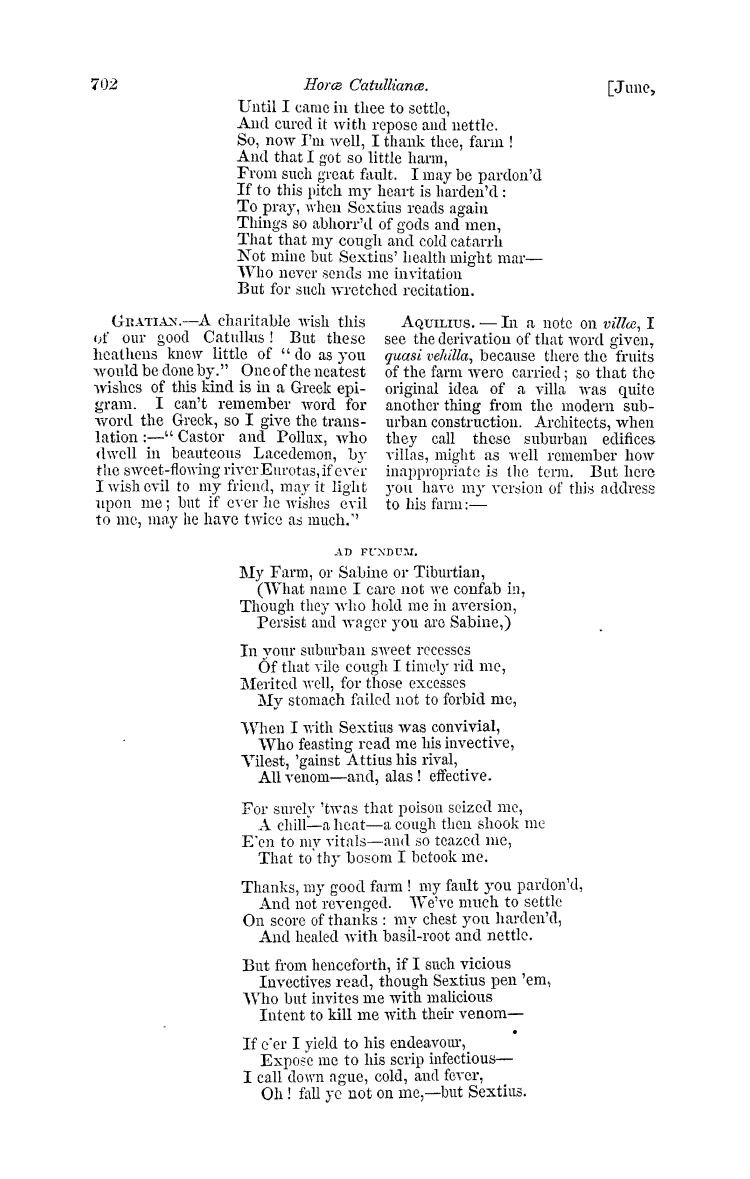 702 Horæ Catullianæ. [June,
Until I came in thee to settle,
And cured it with repose and nettle.
So, now I'm well, I thank thee, farm !
And that I got so little harm,
From such great fault. I may be pardon'd
If to this pitch my heart is harden'd :
To pray, when Sextius reads again
Things so abhorr'd of gods and men,
That that my cough and cold catarrh
Not mine but Sextius' health might mar—
Who never sends me invitation
But for such wretched recitation.
GRATIAN.—A charitable wish this
of our good Catullus ! But these
heathens knew little of “ do as you
would be done by.” One of the neatest
wishes of this kind is in a Greek epi-
gram. I can't remember word for
word the Greek, so I give the trans-
lation :—“ Castor and Pollux, who
dwell in beauteous Lacedemon, by
the sweet-flowing river Eurotas, if ever
I wish evil to my friend, may it light
upon me ; but if ever he wishes evil
to me, may he have twice as much.”
AQUILIUS. — In a note on villæ, I
see the derivation of that word given,
quasi vehilla, because there the fruits
of the farm were carried ; so that the
original idea of a villa was quite
another thing from the modern sub-
urban construction. Architects, when
they call these suburban edifices
villas, might as well remember how
inappropriate is the term. But here
you have my version of this address
to his farm :—
AD FUNDUM.
My Farm, or Sabine or Tiburtian,
(What name I care not we confab in,
Though they who hold me in aversion,
Persist and wager you are Sabine,)
In your suburban sweet recesses
Of that vile cough I timely rid me,
Merited well, for those excesses
My stomach failed not to forbid me,
When I with Sextius was convivial,
Who feasting read me his invective,
Vilest, 'gainst Attius his rival,
All venom—and, alas ! effective.
For surely 'twas that poison seized me,
A chill—a heat—a cough then shook me
E'en to my vitals—and so teazed me,
That to thy bosom I betook me.
Thanks, my good farm ! my fault you pardon'd,
And not revenged. We've much to settle
On score of thanks : my chest you harden'd,
And healed with basil-root and nettle.
But from henceforth, if I such vicious
Invectives read, though Sextius pen 'em,
Who but invites me with malicious
Intent to kill me with their venom—
If e'er I yield to his endeavour,
Expose me to his scrip infectious—
I call down ague, cold, and fever,
Oh ! fall ye not on me,—but Sextius.